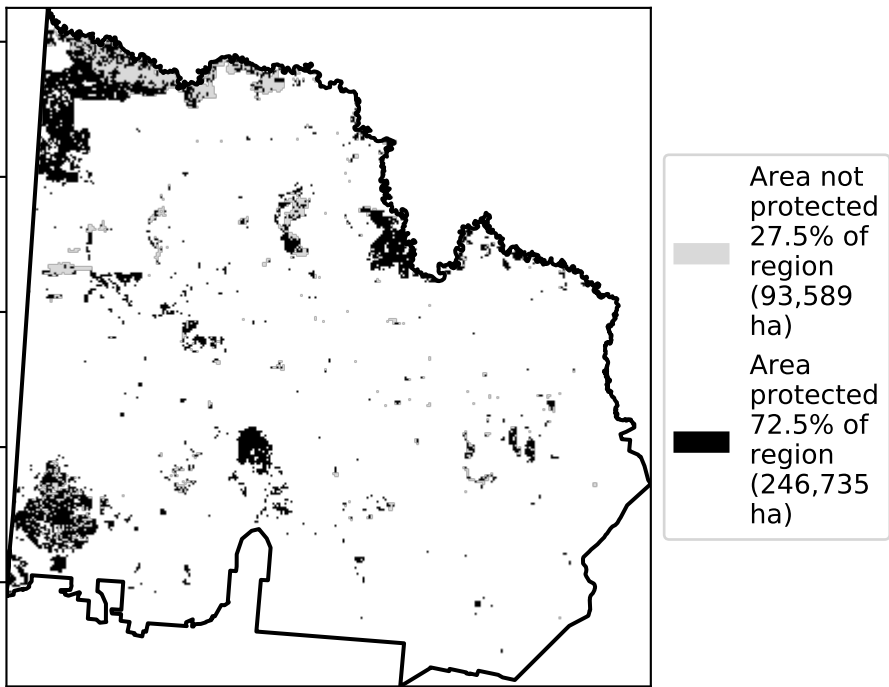 Area not
protected
27.5% of
region
(93,589
ha)
Area
protected
72.5% of
region
(246,735
ha)